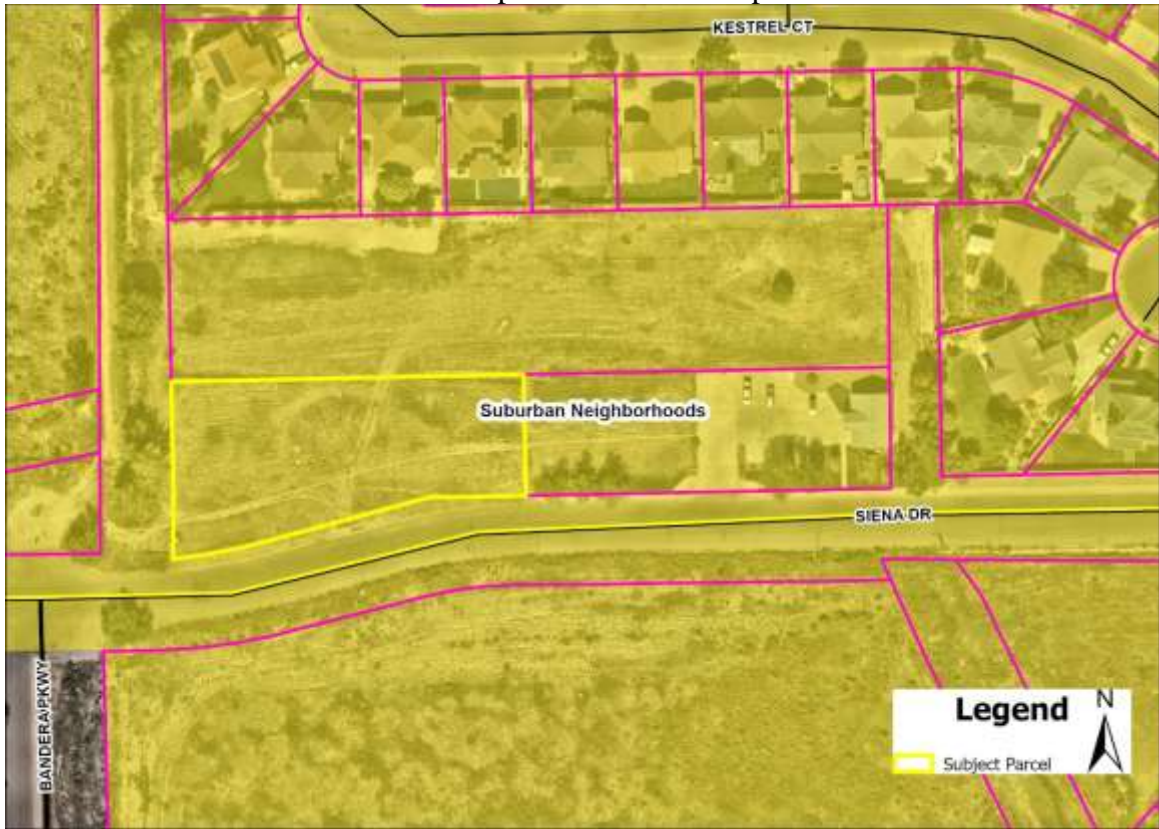 KESTREL CT
Suburban Neighborhoods
SIENA DR
BANDERA PKWY
Legend
N
Subject Parcel